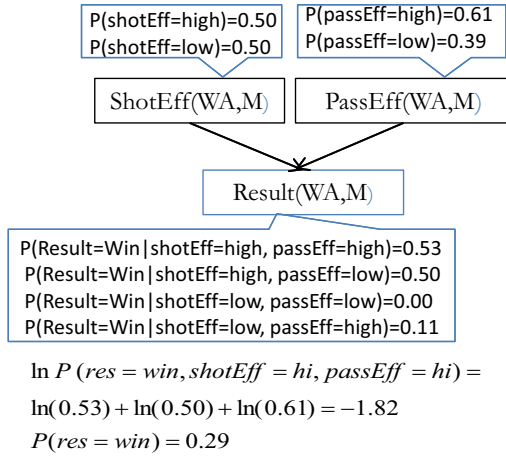 P(shotEff=high)=0.50
P(shotEff=low)=0.50
P(passEff=high)=0.61
P(passEff=low)=0.39
ShotEff(WA,M)
PassEff(WA,M)
Result(WA,M)
P(Result=Win|shotEff=high, passEff=high)=0.53
P(Result=Win|shotEff=high, passEff=low)=0.50
P(Result=Win|shotEff=low, passEff=low)=0.00
P(Result=Win|shotEff=low, passEff=high)=0.11
ln P (res = win, shotEff = hi, passEff = hi) =
ln(0.53) + ln(0.50) + ln(0.61) = −1.82
P(res = win) = 0.29